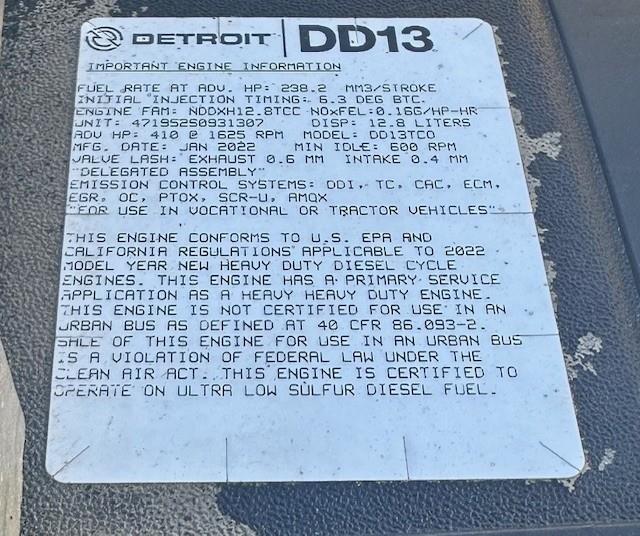 DETROIT | DD13
IMPORTANT ENGINE INFORMATION
FUEL RATE AT ADV. HP: 238.2 MM3/STROKE
INITIAL INJECTION TIMING: 6.3 DEG BTC.
ENGINE FAM: NDDXH12.8TCC NOxFEL:0.16G/HP-HR
UNIT: 471952S0931307 DISP: 12.8 LITERS
ADV HP: 410 @ 1625 RPM MODEL: DD13TCO
MFG. DATE: JAN 2022 MIN IDLE: 600 RPM
VALVE LASH: EXHAUST 0.6 MM INTAKE 0.4 MM
"DELEGATED ASSEMBLY"
EMISSION CONTROL SYSTEMS: DDI, TC, CAC, ECM,
EGR, OC, PTOX, SCR-U, AMOX
"FOR USE IN VOCATIONAL OR TRACTOR VEHICLES"
THIS ENGINE CONFORMS TO U.S. EPA AND
CALIFORNIA REGULATIONS APPLICABLE TO 2022
MODEL YEAR NEW HEAVY DUTY DIESEL CYCLE
ENGINES. THIS ENGINE HAS A PRIMARY SERVICE
APPLICATION AS A HEAVY HEAVY DUTY ENGINE.
THIS ENGINE IS NOT CERTIFIED FOR USE IN AN
URBAN BUS AS DEFINED AT 40 CFR 86.093-2.
SALE OF THIS ENGINE FOR USE IN AN URBAN BUS
IS A VIOLATION OF FEDERAL LAW UNDER THE
CLEAN AIR ACT. THIS ENGINE IS CERTIFIED TO
OPERATE ON ULTRA LOW SULFUR DIESEL FUEL.